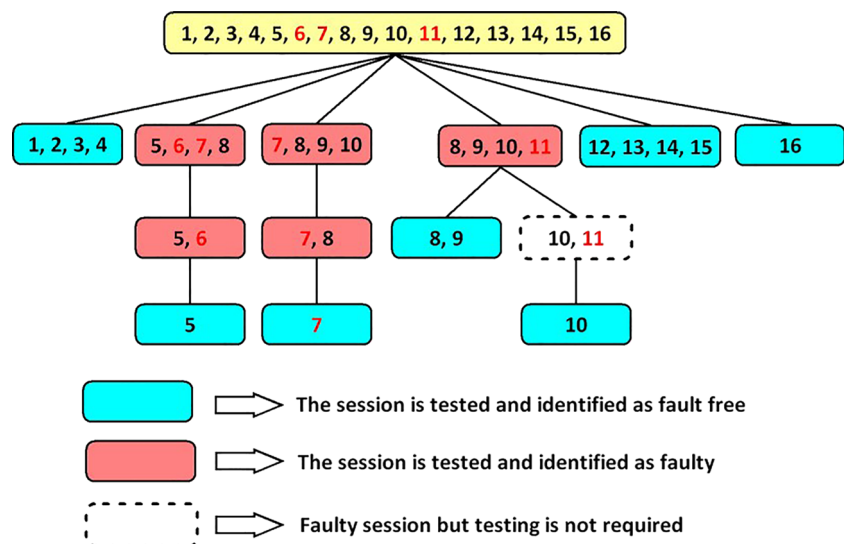 1, 2, 3, 4, 5, 6, 7, 8, 9, 10, 11, 12, 13, 14, 15, 16
1, 2, 3, 4
5, 6, 7, 8
7, 8, 9, 10
8, 9, 10, 11
12, 13, 14, 15
16
5, 6
7, 8
8, 9
10, 11
5
7
10
The session is tested and identified as fault free
The session is tested and identified as faulty
Faulty session but testing is not required